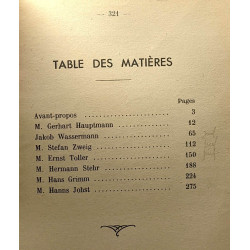 — 321 —
TABLE DES MATIÈRES
Pages
Avant-propos 3
M. Gerhart Hauptmann 12
Jakob Wassermann 65
M. Stefan Zweig 112
M. Ernst Toller 150
M. Hermann Stehr 188
M. Hans Grimm 224
M. Hanns Johst 275